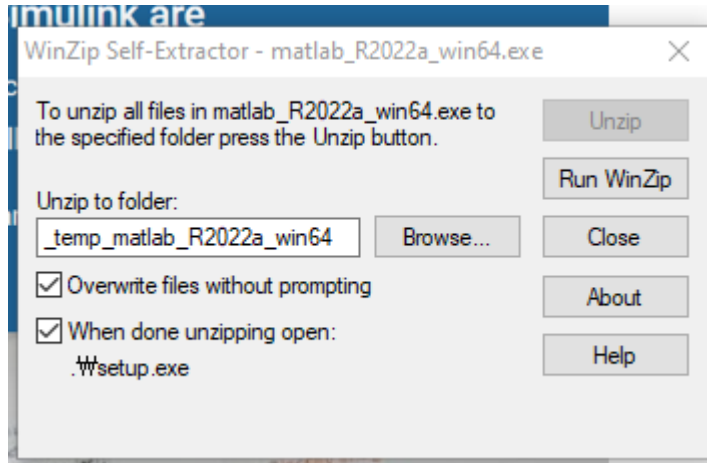 imulink are
WinZip Self-Extractor - matlab_R2022a_win64.exe
To unzip all files in matlab_R2022a_win64.exe to
the specified folder press the Unzip button.
Unzip to folder:
_temp_matlab_R2022a_win64
Browse...
Overwrite files without prompting
When done unzipping open:
.₩setup.exe
Unzip
Run WinZip
Close
About
Help